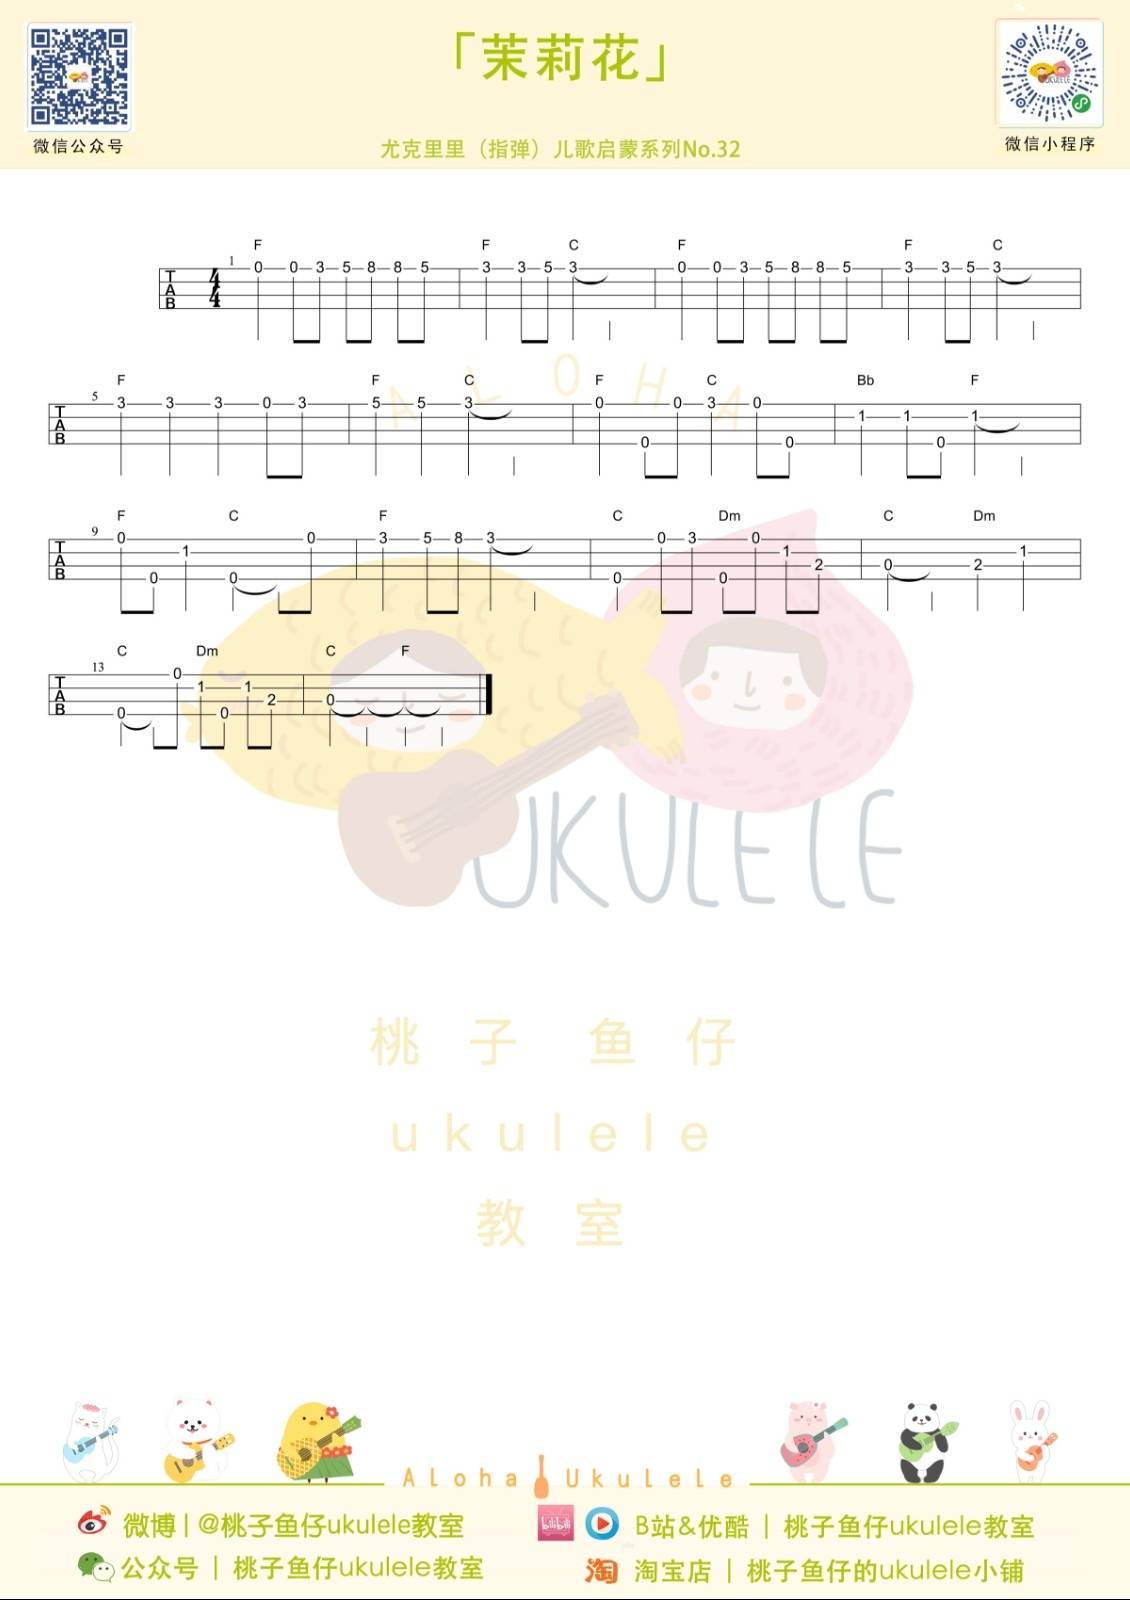 「茉莉花」
微信公众号
尤克里里（指弹）儿歌启蒙系列No.32
微信小程序
F F C F F C
1 0 0 3 5 8 8 5 3 3 5 3 0 0 3 5 8 8 5 3 3 5 3
T A B 4 4
ALOHA
F F C F C Bb F
5 3 3 3 0 3 5 5 3 0 0 0 3 0 0 1 1 0 1
T A B
F C F C Dm C Dm
9 0 0 1 0 0 3 5 8 3 0 0 3 0 0 1 2 0 2 1
T A B
C Dm C F
13 0 0 1 0 1 2 0
T A B
UKULELE
桃子 鱼仔
ukulele
教室
Aloha Ukulele
微博 | @桃子鱼仔ukulele教室
bilibili B站&优酷 | 桃子鱼仔ukulele教室
公众号 | 桃子鱼仔ukulele教室
淘 淘宝店 | 桃子鱼仔的ukulele小铺